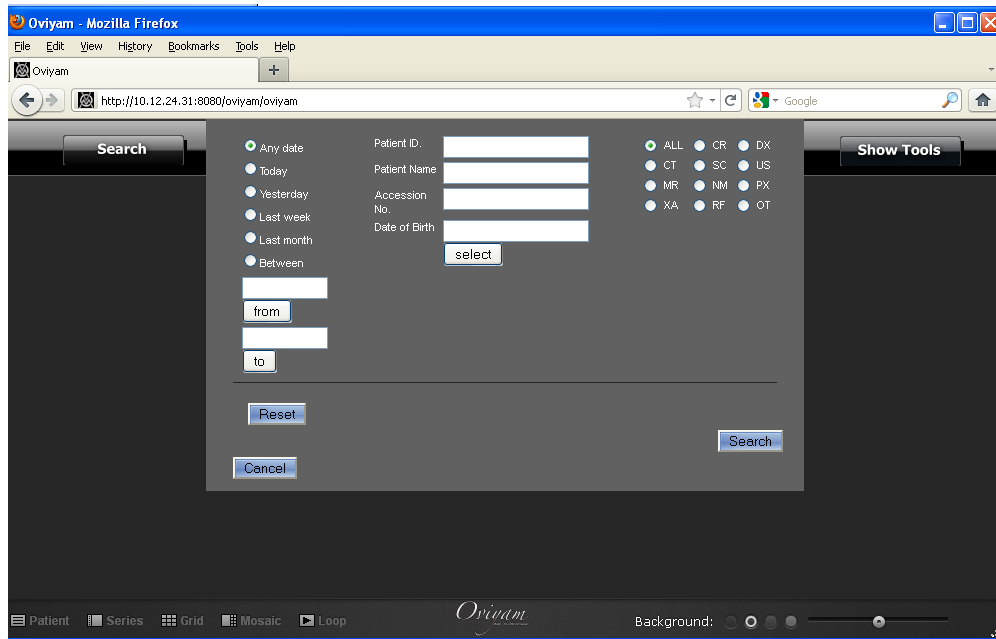 Oviyam - Mozilla Firefox
File Edit View History Bookmarks Tools Help
Oviyam
http://10.12.24.31:8080/oviyam/oviyam
Google
Search
Show Tools
Any date
Today
Yesterday
Last week
Last month
Between
from
to
Patient ID.
Patient Name
Accession
No.
Date of Birth
select
ALL CR DX
CT SC US
MR NM PX
XA RF OT
Reset
Search
Cancel
Patient Series Grid Mosaic Loop
Oviyam
Background: